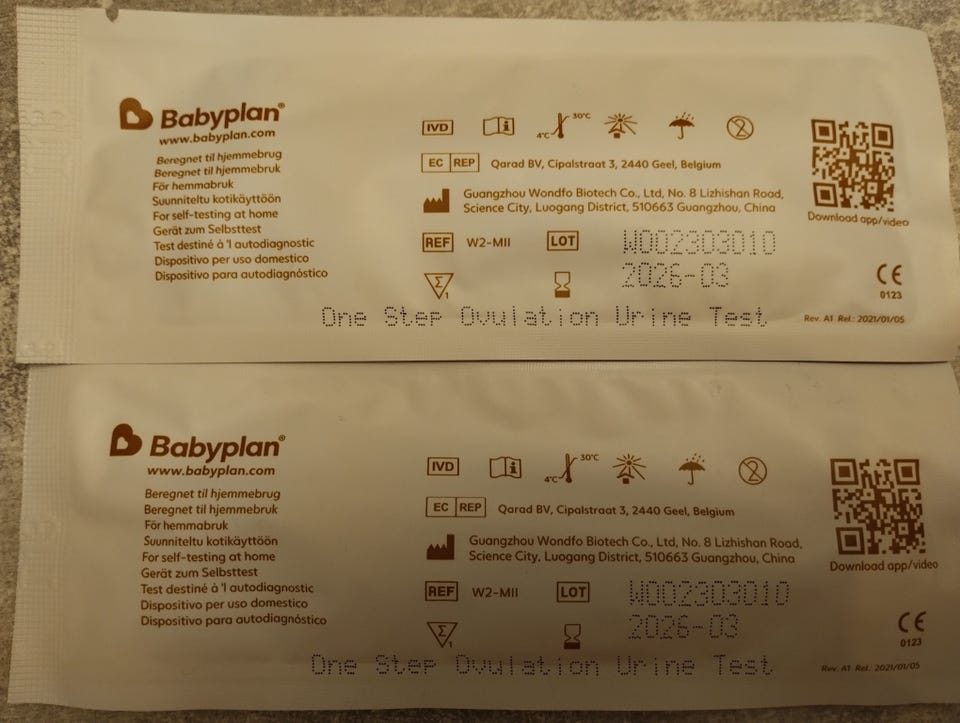 Babyplan®
www.babyplan.com
Beregnet til hjemmebrug
Beregnet til hjemmebruk
För hemmabruk
Suunniteltu kotikäyttöön
For self-testing at home
Gerät zum Selbsttest
Test destiné à 'l autodiagnostic
Dispositivo per uso domestico
Dispositivo para autodiagnóstico
IVD
i
4°C 30°C
2
EC REP Qarad BV, Cipalstraat 3, 2440 Geel, Belgium
Guangzhou Wondfo Biotech Co., Ltd, No. 8 Lizhishan Road,
Science City, Luogang District, 510663 Guangzhou, China
REF W2-MII LOT W002303010
Σ 1 2026-03
One Step Ovulation Urine Test
Download app/video
CE
0123
Rev. A1 Rel.: 2021/01/05
Babyplan®
www.babyplan.com
Beregnet til hjemmebrug
Beregnet til hjemmebruk
För hemmabruk
Suunniteltu kotikäyttöön
For self-testing at home
Gerät zum Selbsttest
Test destiné à 'l autodiagnostic
Dispositivo per uso domestico
Dispositivo para autodiagnóstico
IVD
i
4°C 30°C
2
EC REP Qarad BV, Cipalstraat 3, 2440 Geel, Belgium
Guangzhou Wondfo Biotech Co., Ltd, No. 8 Lizhishan Road,
Science City, Luogang District, 510663 Guangzhou, China
REF W2-MII LOT W002303010
Σ 1 2026-03
One Step Ovulation Urine Test
Download app/video
CE
0123
Rev. A1 Rel.: 2021/01/05